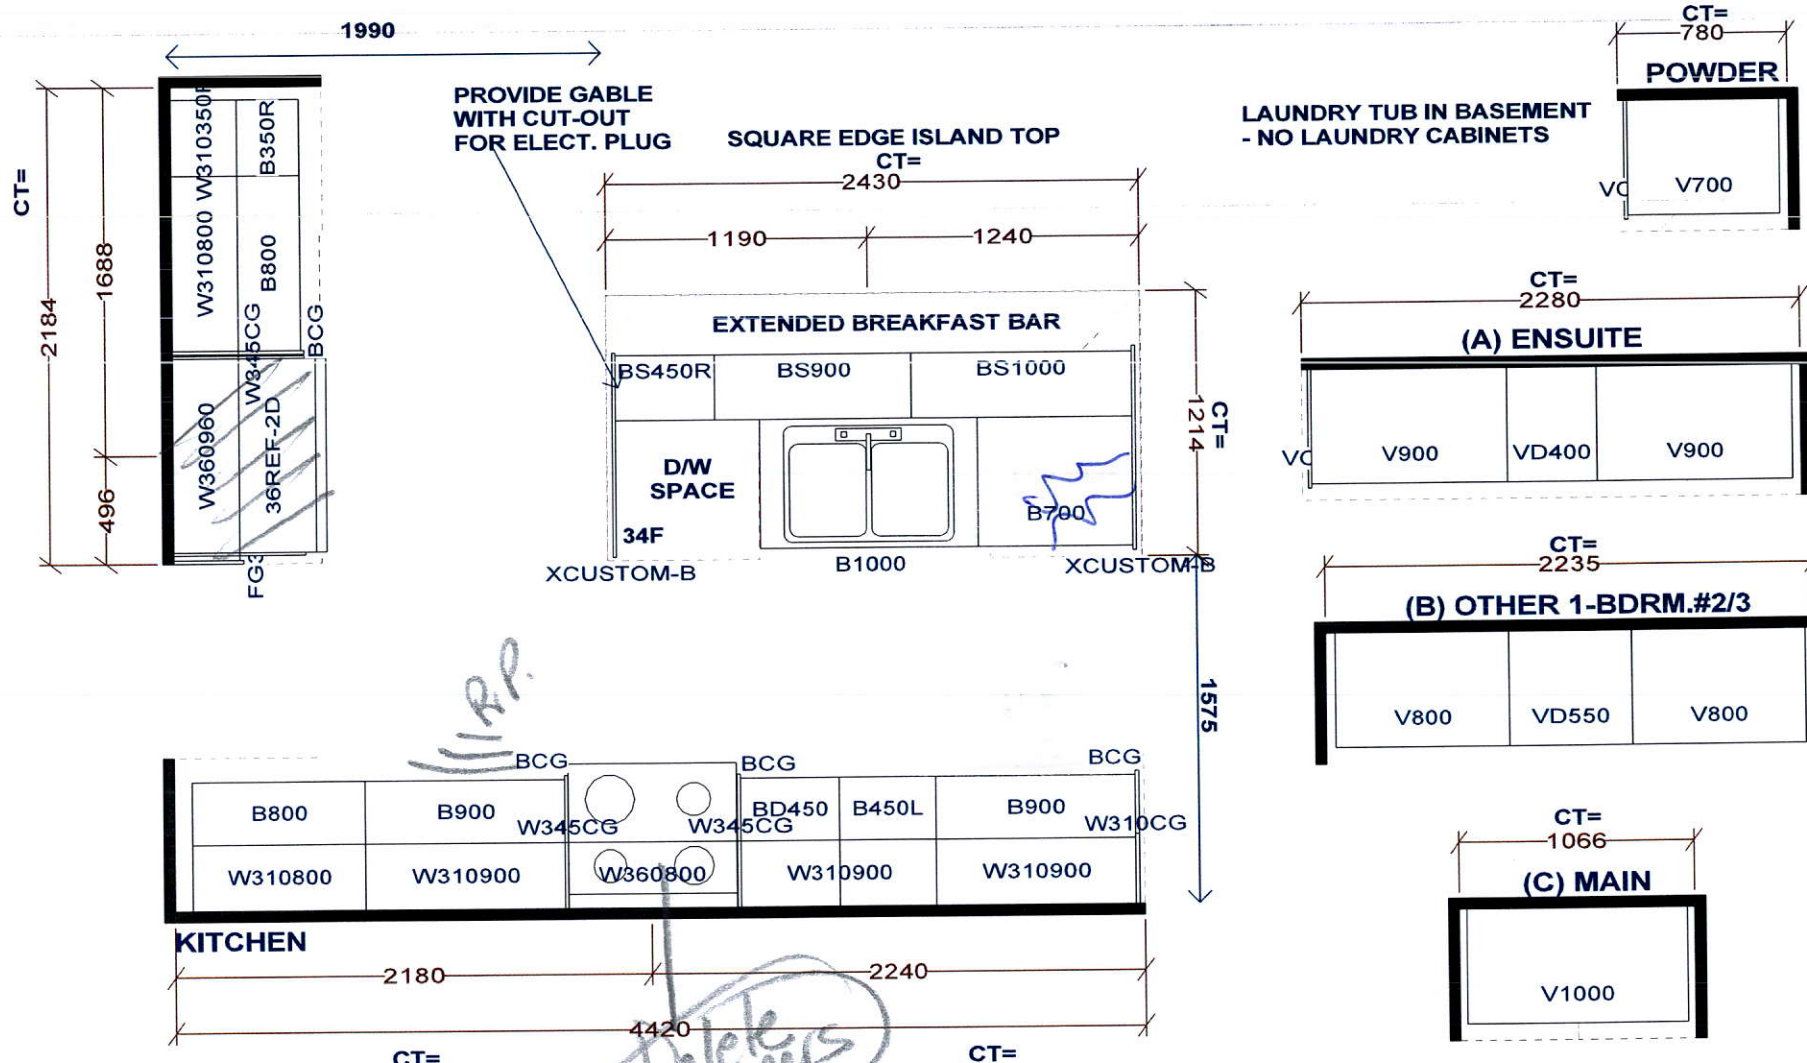 1990
PROVIDE GABLE
WITH CUT-OUT
FOR ELECT. PLUG
SQUARE EDGE ISLAND TOP
CT=
2430
1190
1240
LAUNDRY TUB IN BASEMENT
- NO LAUNDRY CABINETS
CT=
780
POWDER
V700
CT=
2184
1688
496
W310350R
B350R
W310800
B800
W345CG
BCG
W360960
36REF-2D
FG3
EXTENDED BREAKFAST BAR
BS450R
BS900
BS1000
D/W
SPACE
34F
B700
XCUSTOM-B
B1000
XCUSTOM-B
CT=
1214
1575
CT=
2280
(A) ENSUITE
V900
VD400
V900
CT=
2235
(B) OTHER 1-BDRM.#2/3
V800
VD550
V800
CT=
1066
(C) MAIN
V1000
R.P.
BCG
BCG
BCG
B800
B900
BD450
B450L
B900
W345CG
W345CG
W310CG
W310800
W310900
W360800
W310900
W310900
KITCHEN
2180
2240
4420
Delete
CT=
CT=